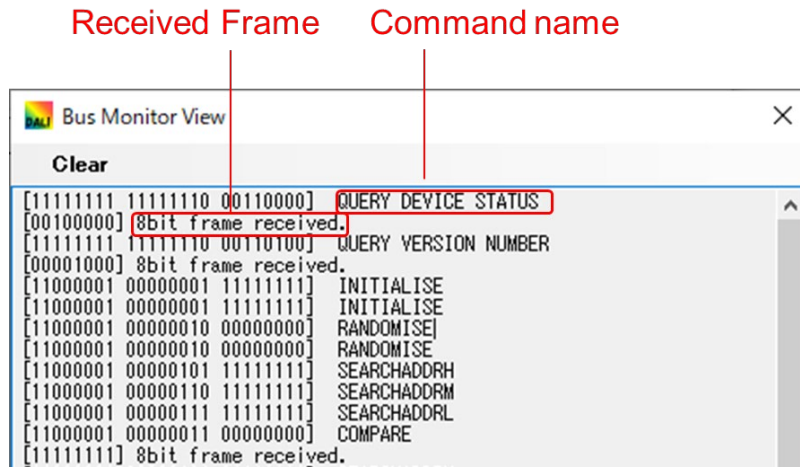 Received Frame Command name
DALI Bus Monitor View
Clear
[11111111 11111110 00110000] QUERY DEVICE STATUS
[00100000] 8bit frame received.
[11111111 11111110 00110100] QUERY VERSION NUMBER
[00001000] 8bit frame received.
[11000001 00000001 11111111] INITIALISE
[11000001 00000001 11111111] INITIALISE
[11000001 00000010 00000000] RANDOMISE
[11000001 00000010 00000000] RANDOMISE
[11000001 00000101 11111111] SEARCHADDRH
[11000001 00000110 11111111] SEARCHADDRM
[11000001 00000111 11111111] SEARCHADDRL
[11000001 00000011 00000000] COMPARE
[11111111] 8bit frame received.